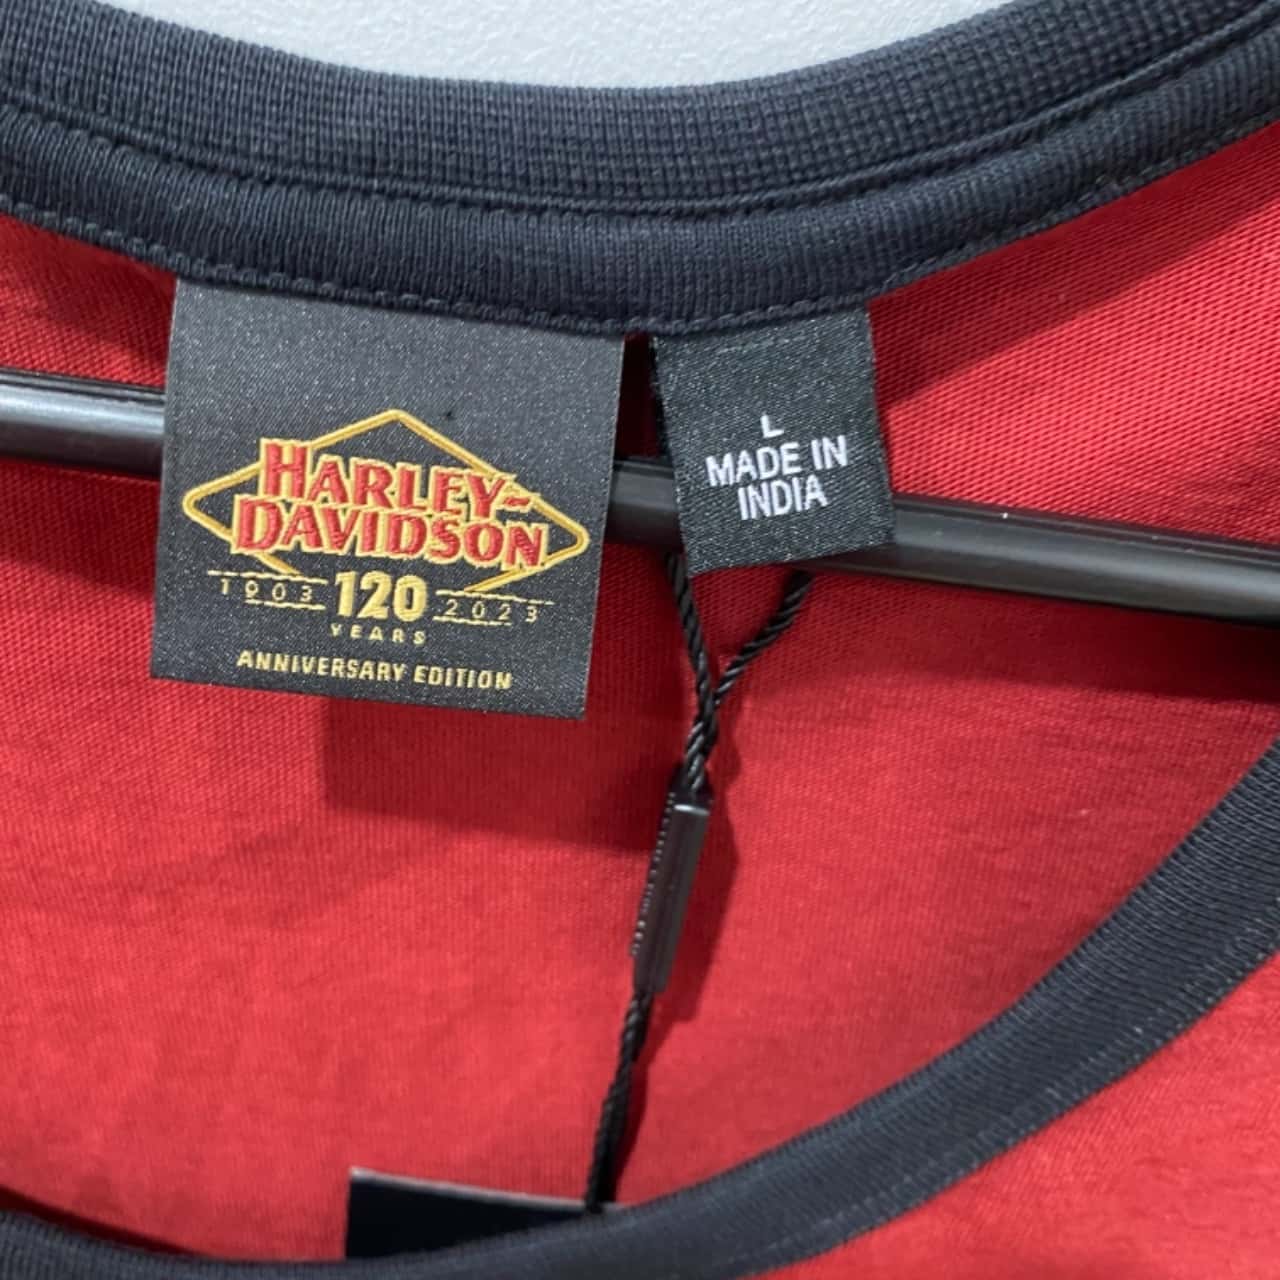 HARLEY-
DAVIDSON
1903 120 2023
YEARS
ANNIVERSARY EDITION
L
MADE IN
INDIA